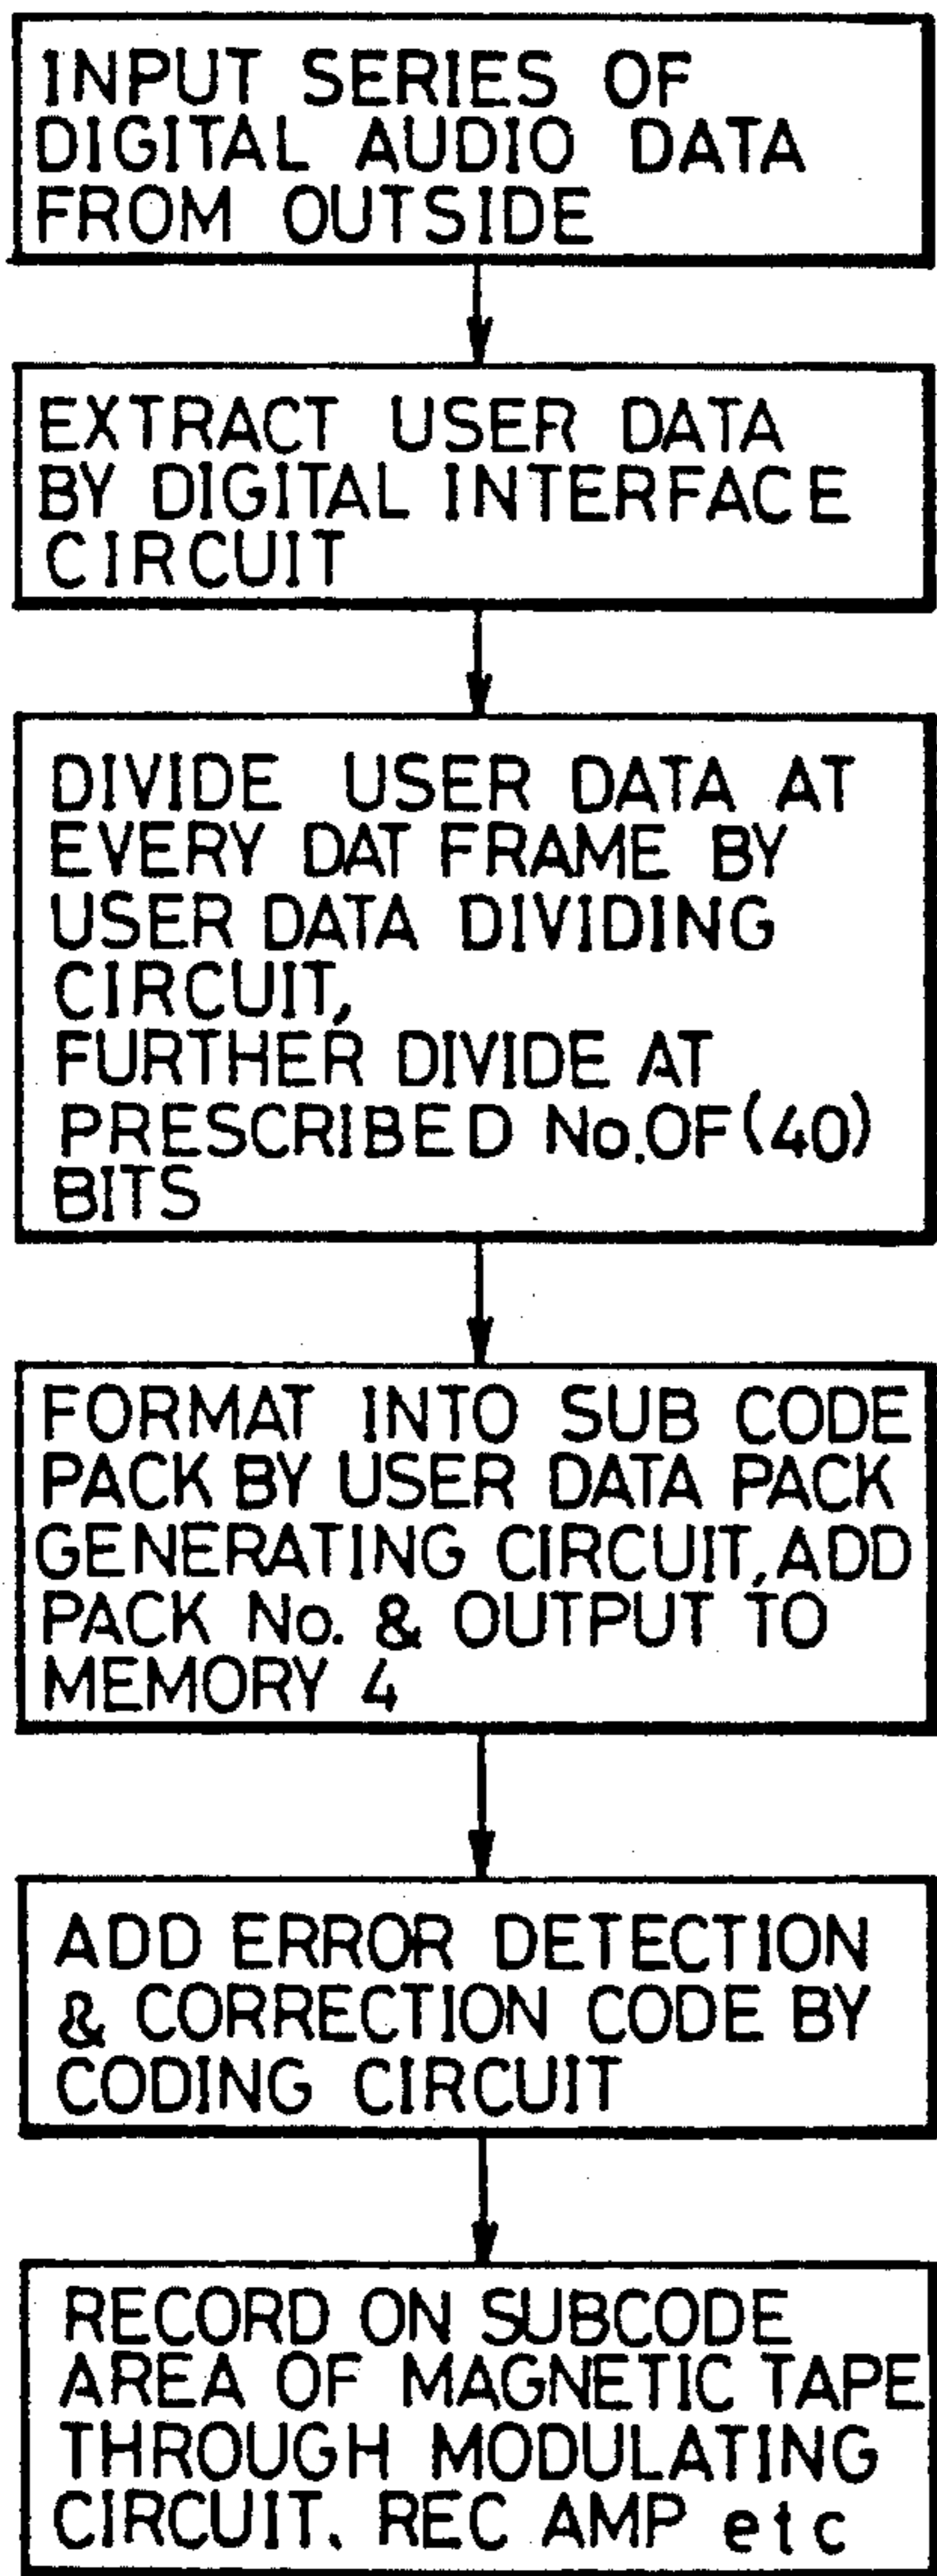 INPUT SERIES OF
DIGITAL AUDIO DATA
FROM OUTSIDE
EXTRACT USER DATA
BY DIGITAL INTERFACE
CIRCUIT
DIVIDE USER DATA AT
EVERY DAT FRAME BY
USER DATA DIVIDING
CIRCUIT,
FURTHER DIVIDE AT
PRESCRIBED No.OF(40)
BITS
FORMAT INTO SUB CODE
PACK BY USER DATA PACK
GENERATING CIRCUIT,ADD
PACK No. & OUTPUT TO
MEMORY 4
ADD ERROR DETECTION
& CORRECTION CODE BY
CODING CIRCUIT
RECORD ON SUBCODE
AREA OF MAGNETIC TAPE
THROUGH MODULATING
CIRCUIT. REC AMP etc